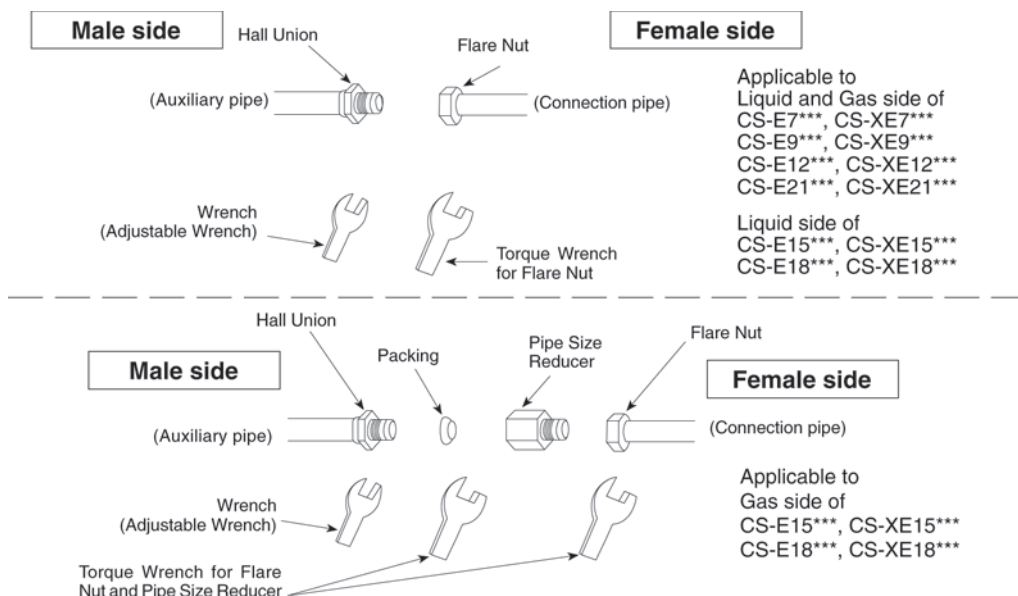 Male side
Hall Union
Female side
Flare Nut
(Auxiliary pipe)
(Connection pipe)
Applicable to
Liquid and Gas side of
CS-E7***, CS-XE7***
CS-E9***, CS-XE9***
CS-E12***, CS-XE12***
CS-E21***, CS-XE21***
Liquid side of
CS-E15***, CS-XE15***
CS-E18***, CS-XE18***
Wrench
(Adjustable Wrench)
Torque Wrench
for Flare Nut
Hall Union
Male side
Packing
Pipe Size
Reducer
Flare Nut
Female side
(Auxiliary pipe)
(Connection pipe)
Applicable to
Gas side of
CS-E15***, CS-XE15***
CS-E18***, CS-XE18***
Wrench
(Adjustable Wrench)
Torque Wrench for Flare
Nut and Pipe Size Reducer